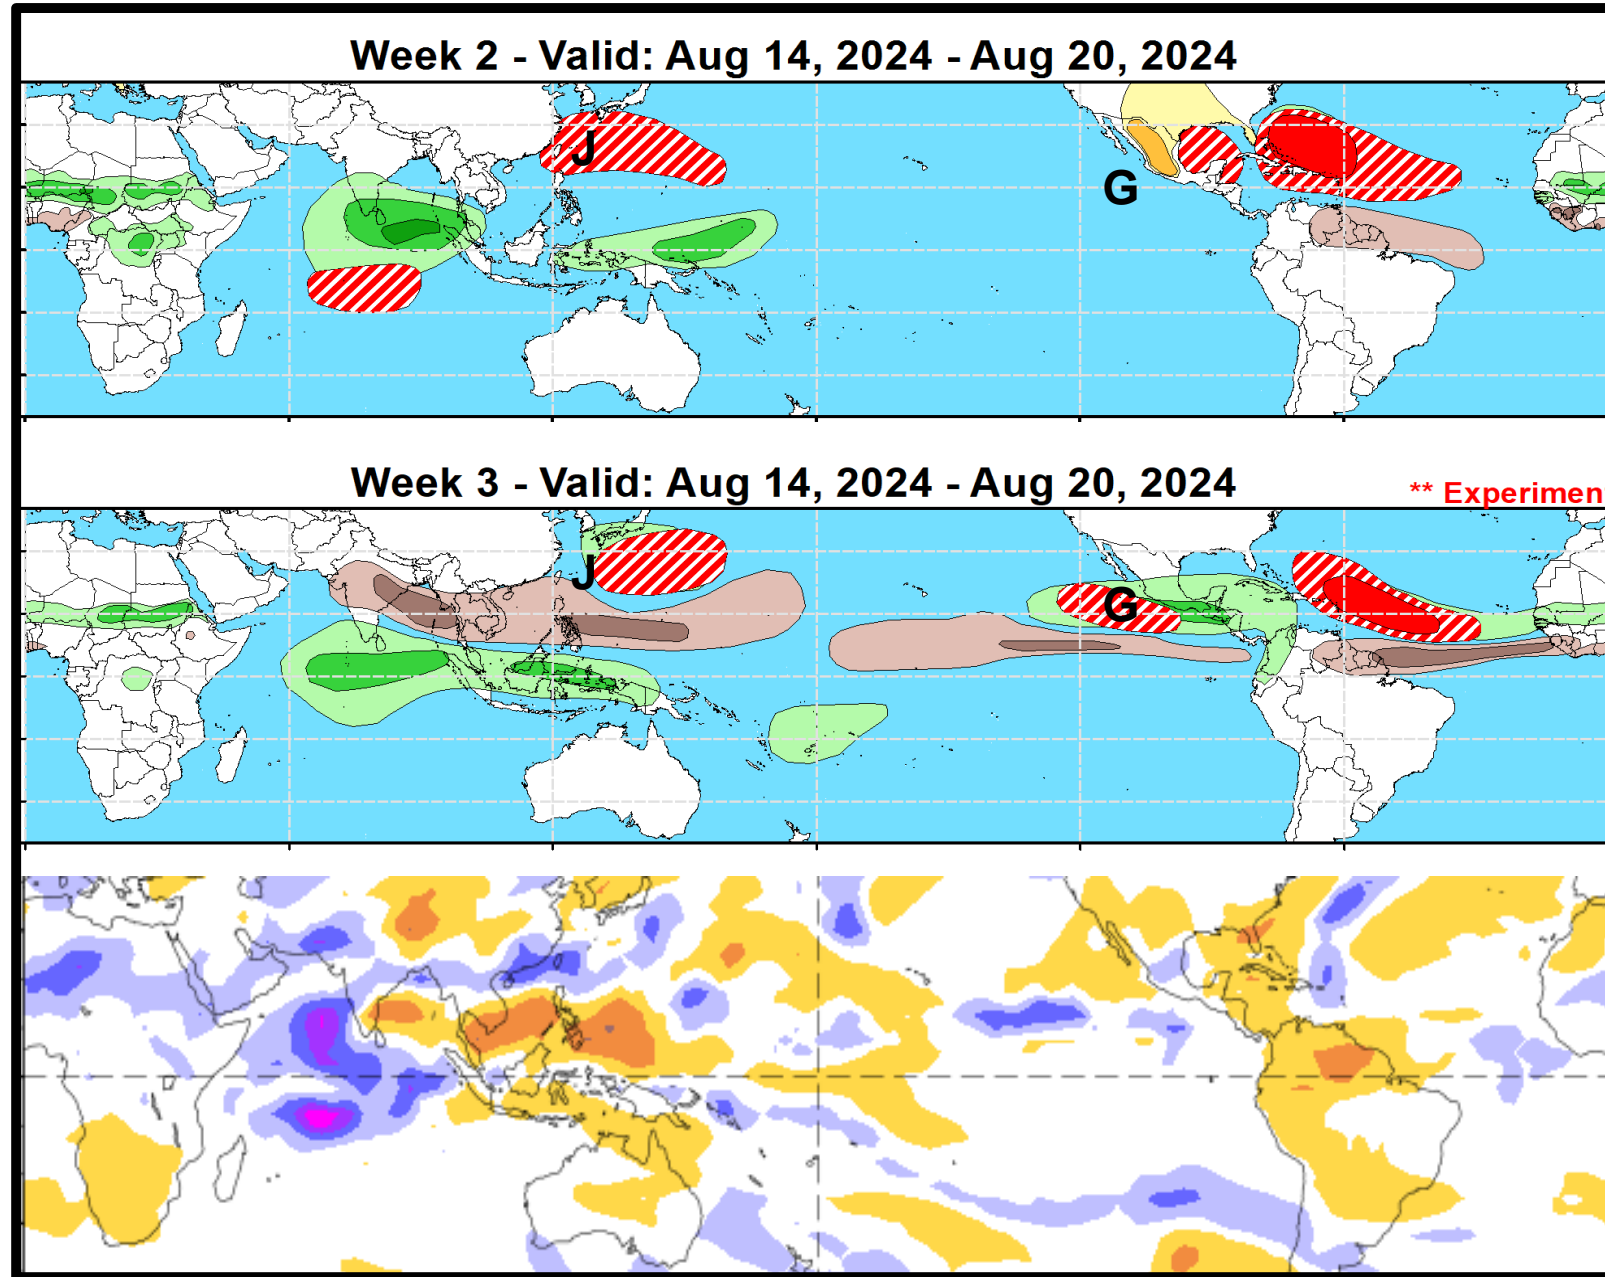 Week 2 - Valid: Aug 14, 2024 - Aug 20, 2024
J
G
Week 3 - Valid: Aug 14, 2024 - Aug 20, 2024
** Experimen
J
G